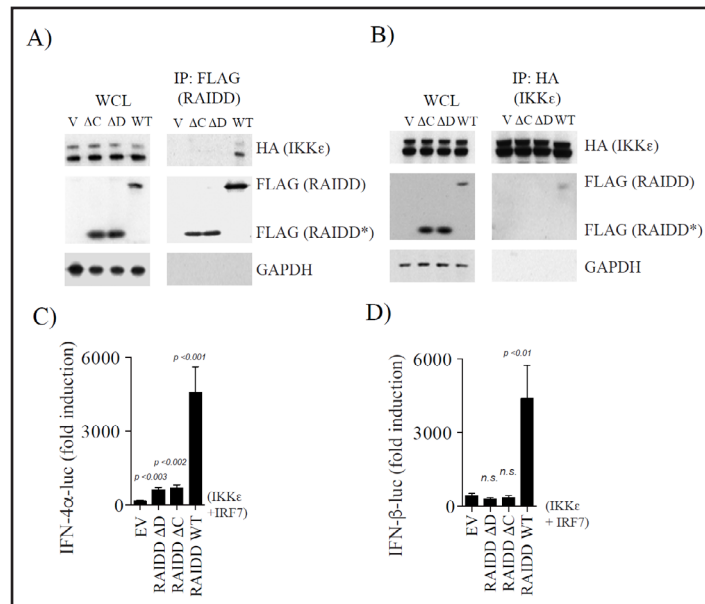 A)
IP: FLAG
(RAIDD)
WCL
V ΔC ΔD WT
V ΔC ΔD WT
HA (IKKε)
FLAG (RAIDD)
FLAG (RAIDD*)
GAPDH
B)
IP: HA
(IKKε)
WCL
V ΔC ΔD WT
V ΔC ΔD WT
HA (IKKε)
FLAG (RAIDD)
FLAG (RAIDD*)
GAPDH
C)
IFN-4α-luc (fold induction)
6000
3000
0
p <0.003
p <0.002
p <0.001
EV
RAIDD ΔD
RAIDD ΔC
RAIDD WT
(IKKε
+IRF7)
D)
IFN-β-luc (fold induction)
6000
3000
0
n.s.
n.s.
p <0.01
EV
RAIDD ΔD
RAIDD ΔC
RAIDD WT
(IKKε
+ IRF7)